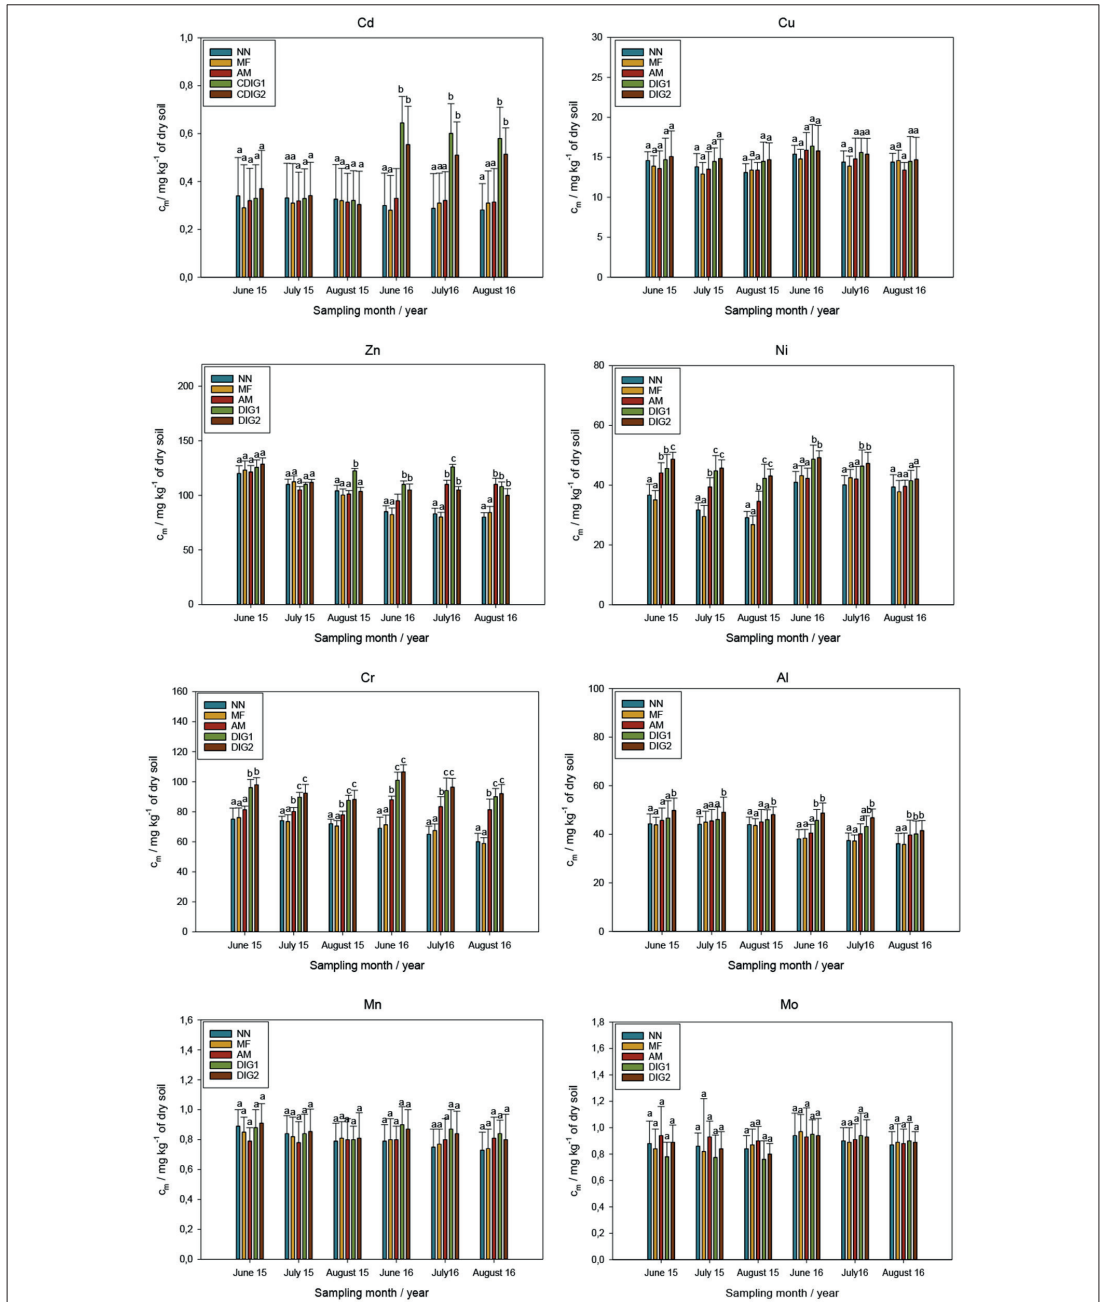 Cd
1,0
0,8
0,6
0,4
0,2
0,0
NN
MF
AM
CDIG1
CDIG2
a a a a a a a a a a a a a a a a a a b b a a a b b a a a b b
cm/ mg kg-1 of dry soil
June 15 July 15 August 15 June 16 July16 August 16
Sampling month / year
Cu
30
25
20
15
10
5
0
NN
MF
AM
DIG1
DIG2
a a a a a a a a a a a a a a a a a a a a a a a a a a a a a a
cm/ mg kg-1 of dry soil
June 15 July 15 August 15 June 16 July16 August 16
Sampling month / year
Zn
200
150
100
50
0
NN
MF
AM
DIG1
DIG2
a a a a a a a a a a a a a b a a a a b b a a b c b a a b b b
cm/ mg kg-1 of dry soil
June 15 July 15 August 15 June 16 July16 August 16
Sampling month / year
Ni
80
60
40
20
0
NN
MF
AM
DIG1
DIG2
a a b b c a a b c c a a b c c a a a b b a a a b b a a a a a
cm/ mg kg-1 of dry soil
June 15 July 15 August 15 June 16 July16 August 16
Sampling month / year
Cr
160
140
120
100
80
60
40
20
0
NN
MF
AM
DIG1
DIG2
a a a b b a a b c c a a b c c a a b c c a a b c c a a b c c
cm/ mg kg-1 of dry soil
June 15 July 15 August 15 June 16 July16 August 16
Sampling month / year
Al
100
80
60
40
20
0
NN
MF
AM
DIG1
DIG2
a a a a b a a a a b a a a a b a a a b b a a a ab b a a b b b
cm/ mg kg-1 of dry soil
June 15 July 15 August 15 June 16 July16 August 16
Sampling month / year
Mn
1,6
1,4
1,2
1,0
0,8
0,6
0,4
0,2
0,0
NN
MF
AM
DIG1
DIG2
a a a a a a a a a a a a a a a a a a a a a a a a a a a a a a
cm/ mg kg-1 of dry soil
June 15 July 15 August 15 June 16 July16 August 16
Sampling month / year
Mo
1,8
1,6
1,4
1,2
1,0
0,8
0,6
0,4
0,2
0,0
NN
MF
AM
DIG1
DIG2
a a a a a a a a a a a a a a a a a a a a a a a a a a a a a a
cm/ mg kg-1 of dry soil
June 15 July 15 August 15 June 16 July16 August 16
Sampling month / year